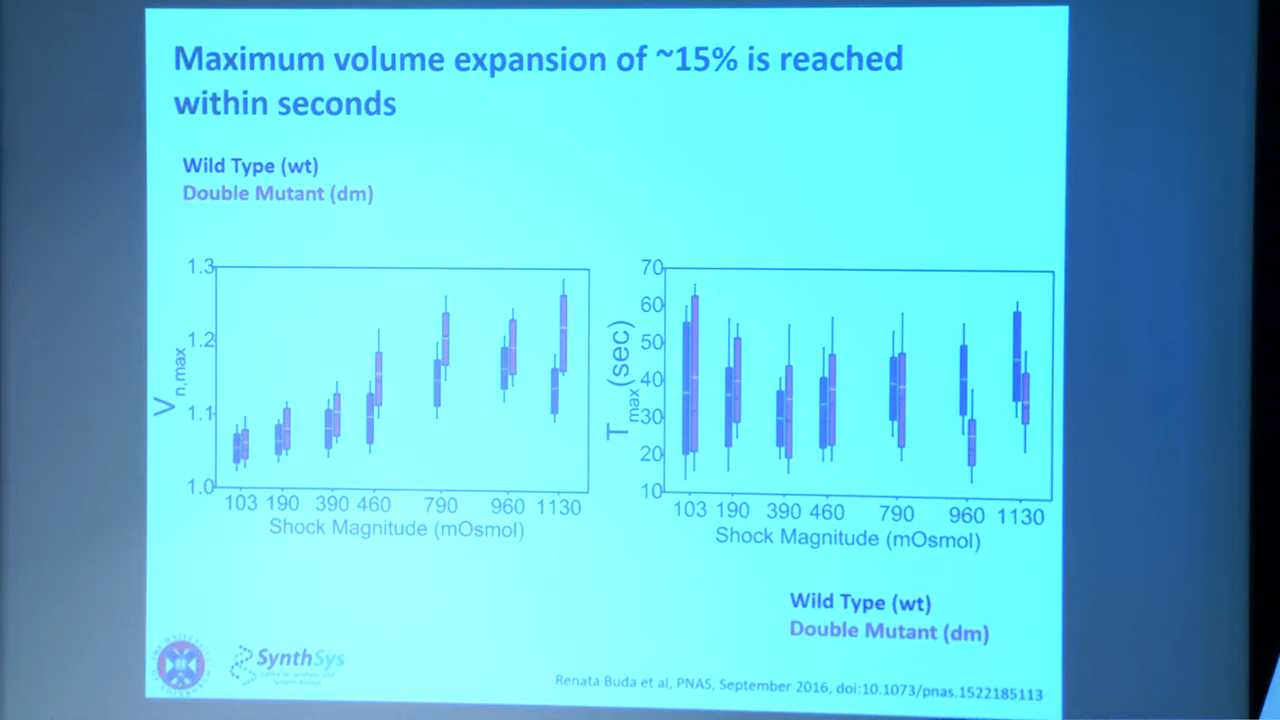 Maximum volume expansion of ~15% is reached
within seconds
Wild Type (wt)
Double Mutant (dm)
1.3
1.2
1.1
1.0
V n,max
103 190 390 460 790 960 1130
Shock Magnitude (mOsmol)
70
60
50
40
30
20
10
T max (sec)
103 190 390 460 790 960 1130
Shock Magnitude (mOsmol)
Wild Type (wt)
Double Mutant (dm)
SynthSys
Renata Buda et al, PNAS, September 2016, doi:10.1073/pnas.1522185113